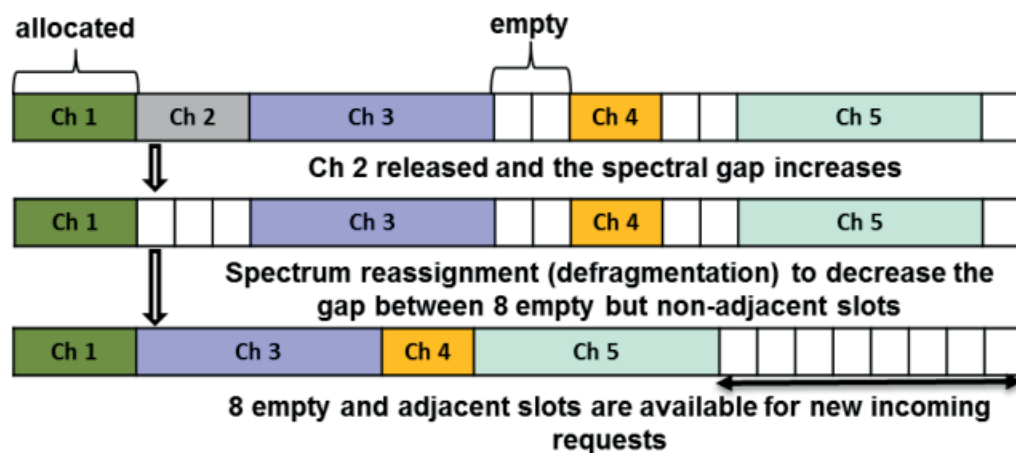 allocated
empty
Ch 1 Ch 2 Ch 3 Ch 4 Ch 5
Ch 2 released and the spectral gap increases
Ch 1 Ch 3 Ch 4 Ch 5
Spectrum reassignment (defragmentation) to decrease the
gap between 8 empty but non-adjacent slots
Ch 1 Ch 3 Ch 4 Ch 5
8 empty and adjacent slots are available for new incoming
requests